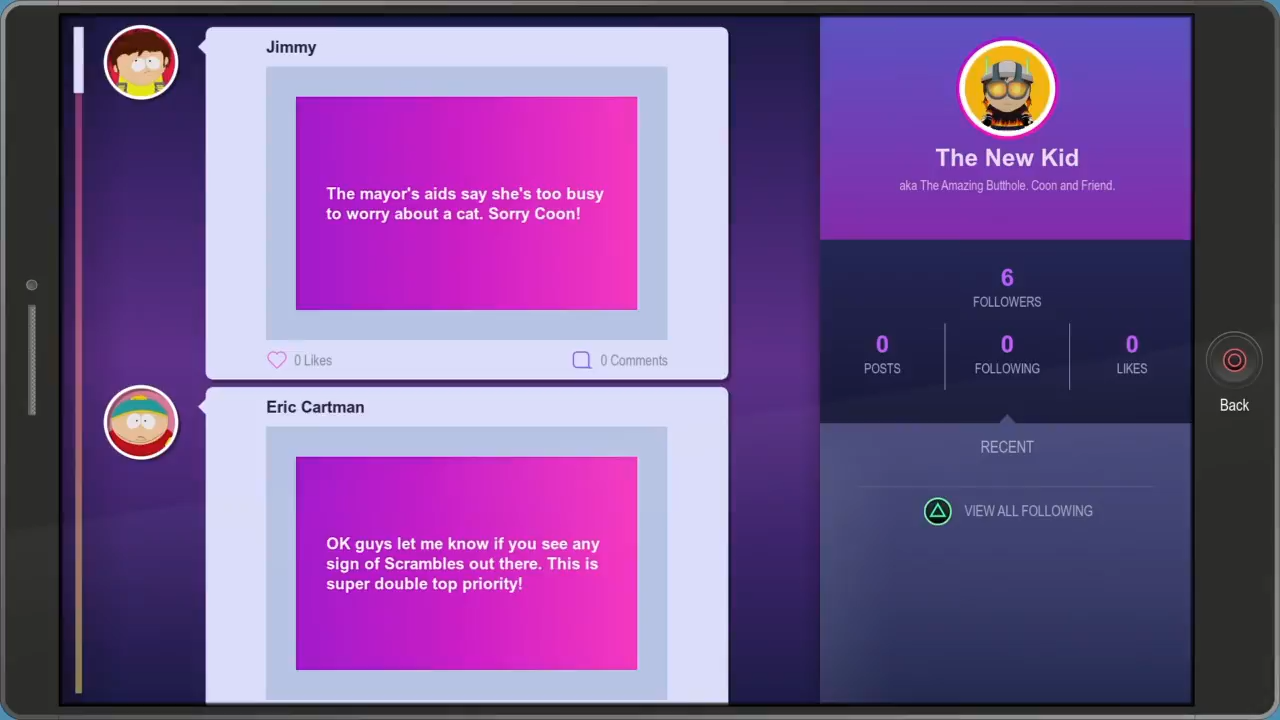 Jimmy
The mayor's aids say she's too busy
to worry about a cat. Sorry Coon!
0 Likes
0 Comments
Eric Cartman
OK guys let me know if you see any
sign of Scrambles out there. This is
super double top priority!
The New Kid
aka The Amazing Butthole. Coon and Friend.
6
FOLLOWERS
0
POSTS
0
FOLLOWING
0
LIKES
RECENT
VIEW ALL FOLLOWING
Back